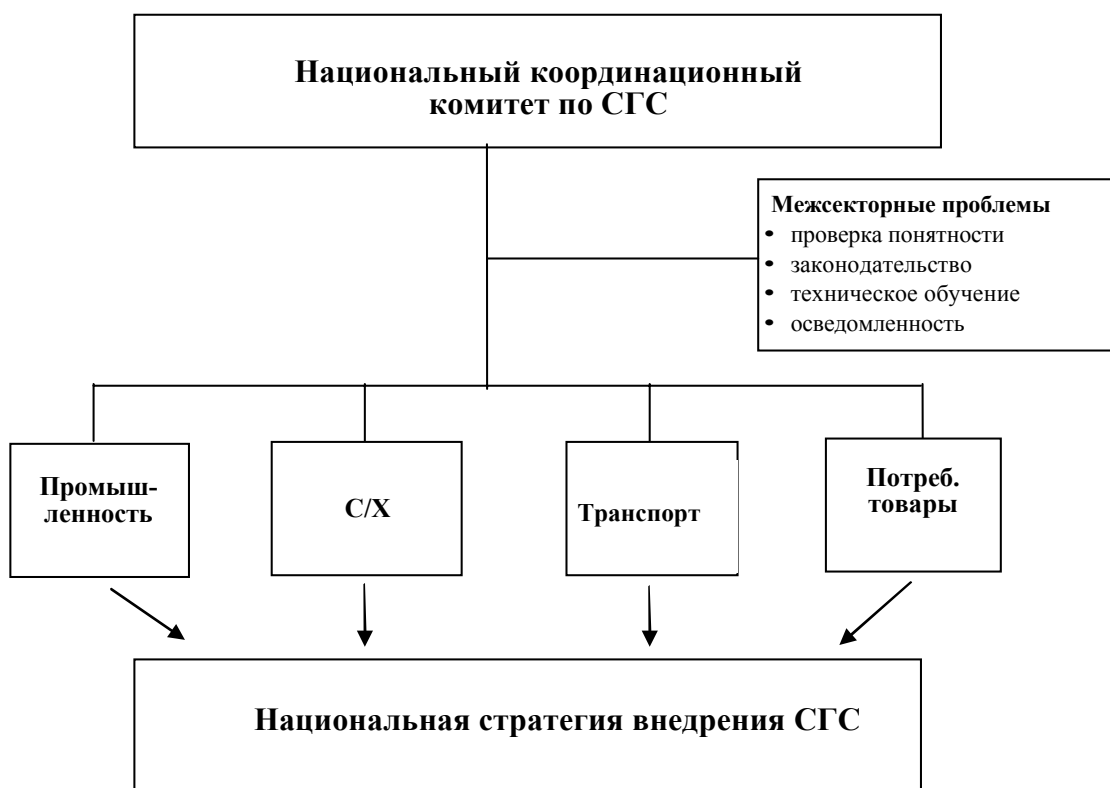 Национальный координационный
комитет по СГС
Межсекторные проблемы
• проверка понятности
• законодательство
• техническое обучение
• осведомленность
Промыш-
ленность
С/Х
Транспорт
Потреб.
товары
Национальная стратегия внедрения СГС